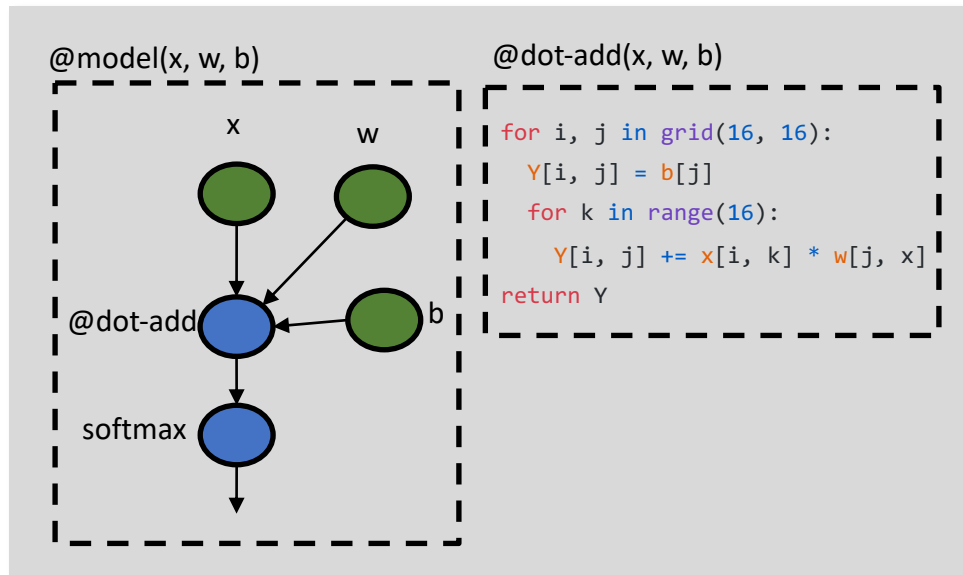 @model(x, w, b)
x
w
@dot-add
b
softmax
@dot-add(x, w, b)
for i, j in grid(16, 16):
Y[i, j] = b[j]
for k in range(16):
Y[i, j] += x[i, k] * w[j, x]
return Y